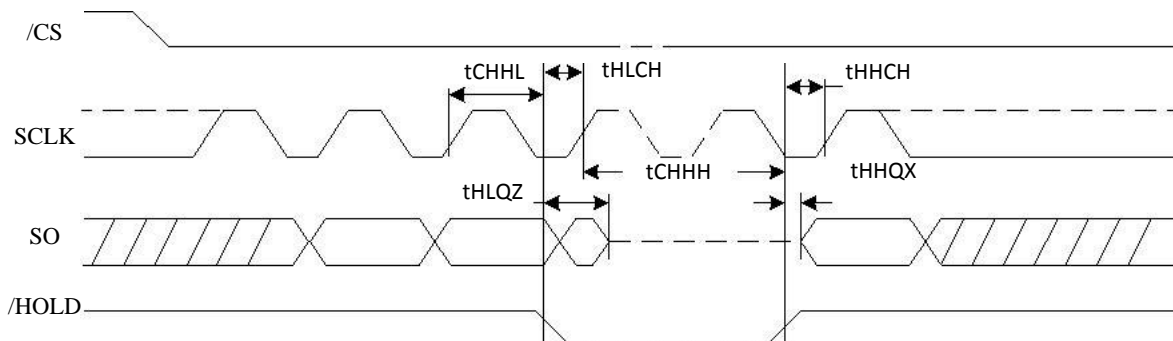 /CS
tCHHL tHLCH tHHCH
SCLK
tCHHH tHHQX
tHLQZ
SO
/HOLD